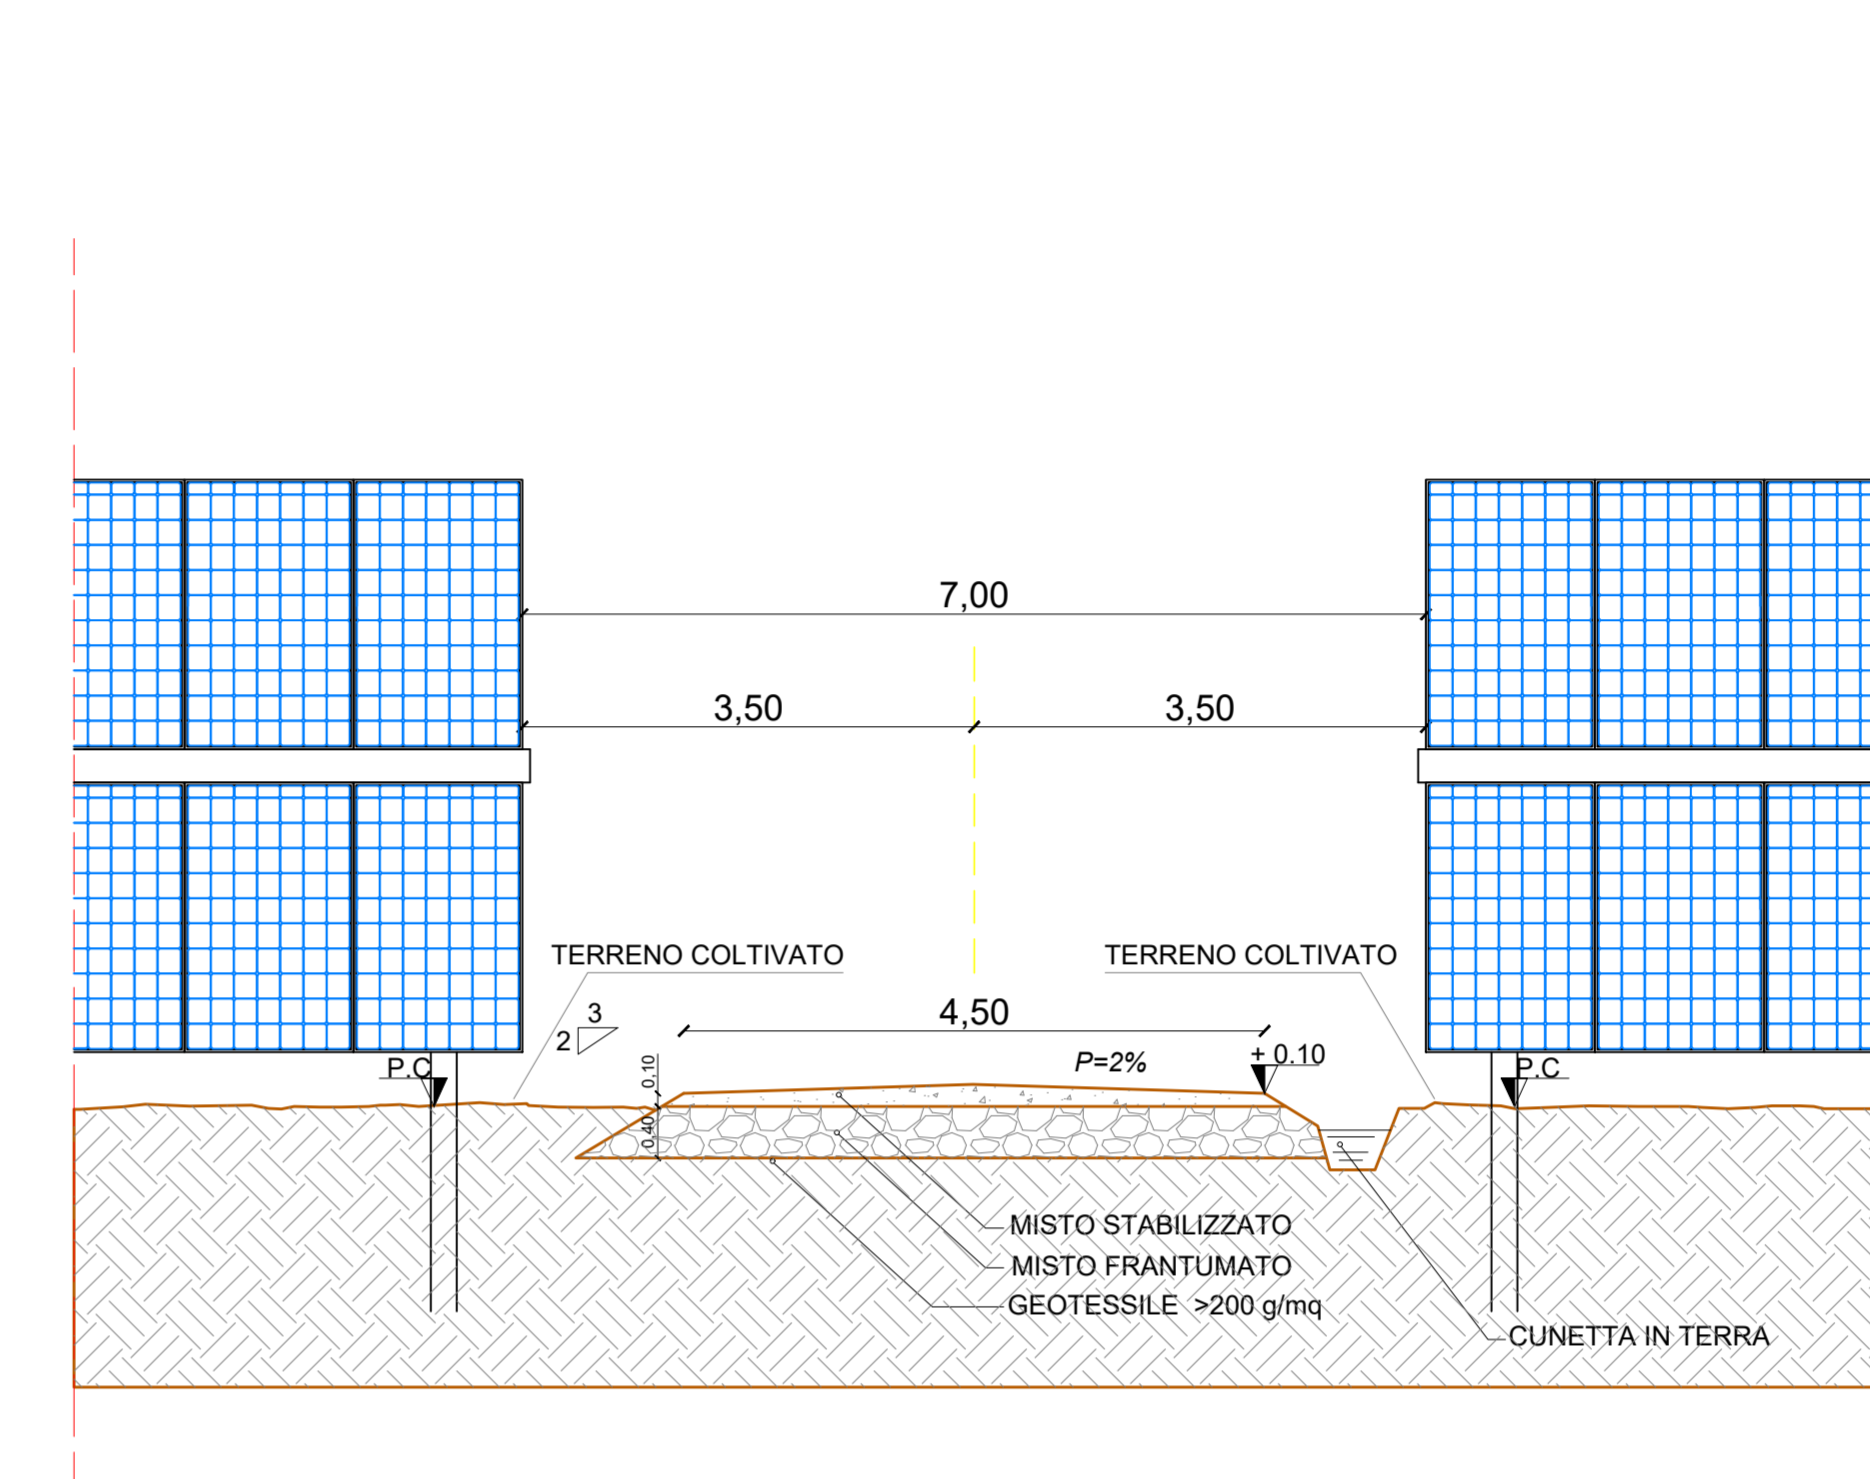 7,00
3,50
3,50
TERRENO COLTIVATO
TERRENO COLTIVATO
4,50
3
2
P=2%
+ 0.10
P.C
P.C
0,10
0,40
MISTO STABILIZZATO
MISTO FRANTUMATO
GEOTESSILE >200 g/mq
CUNETTA IN TERRA